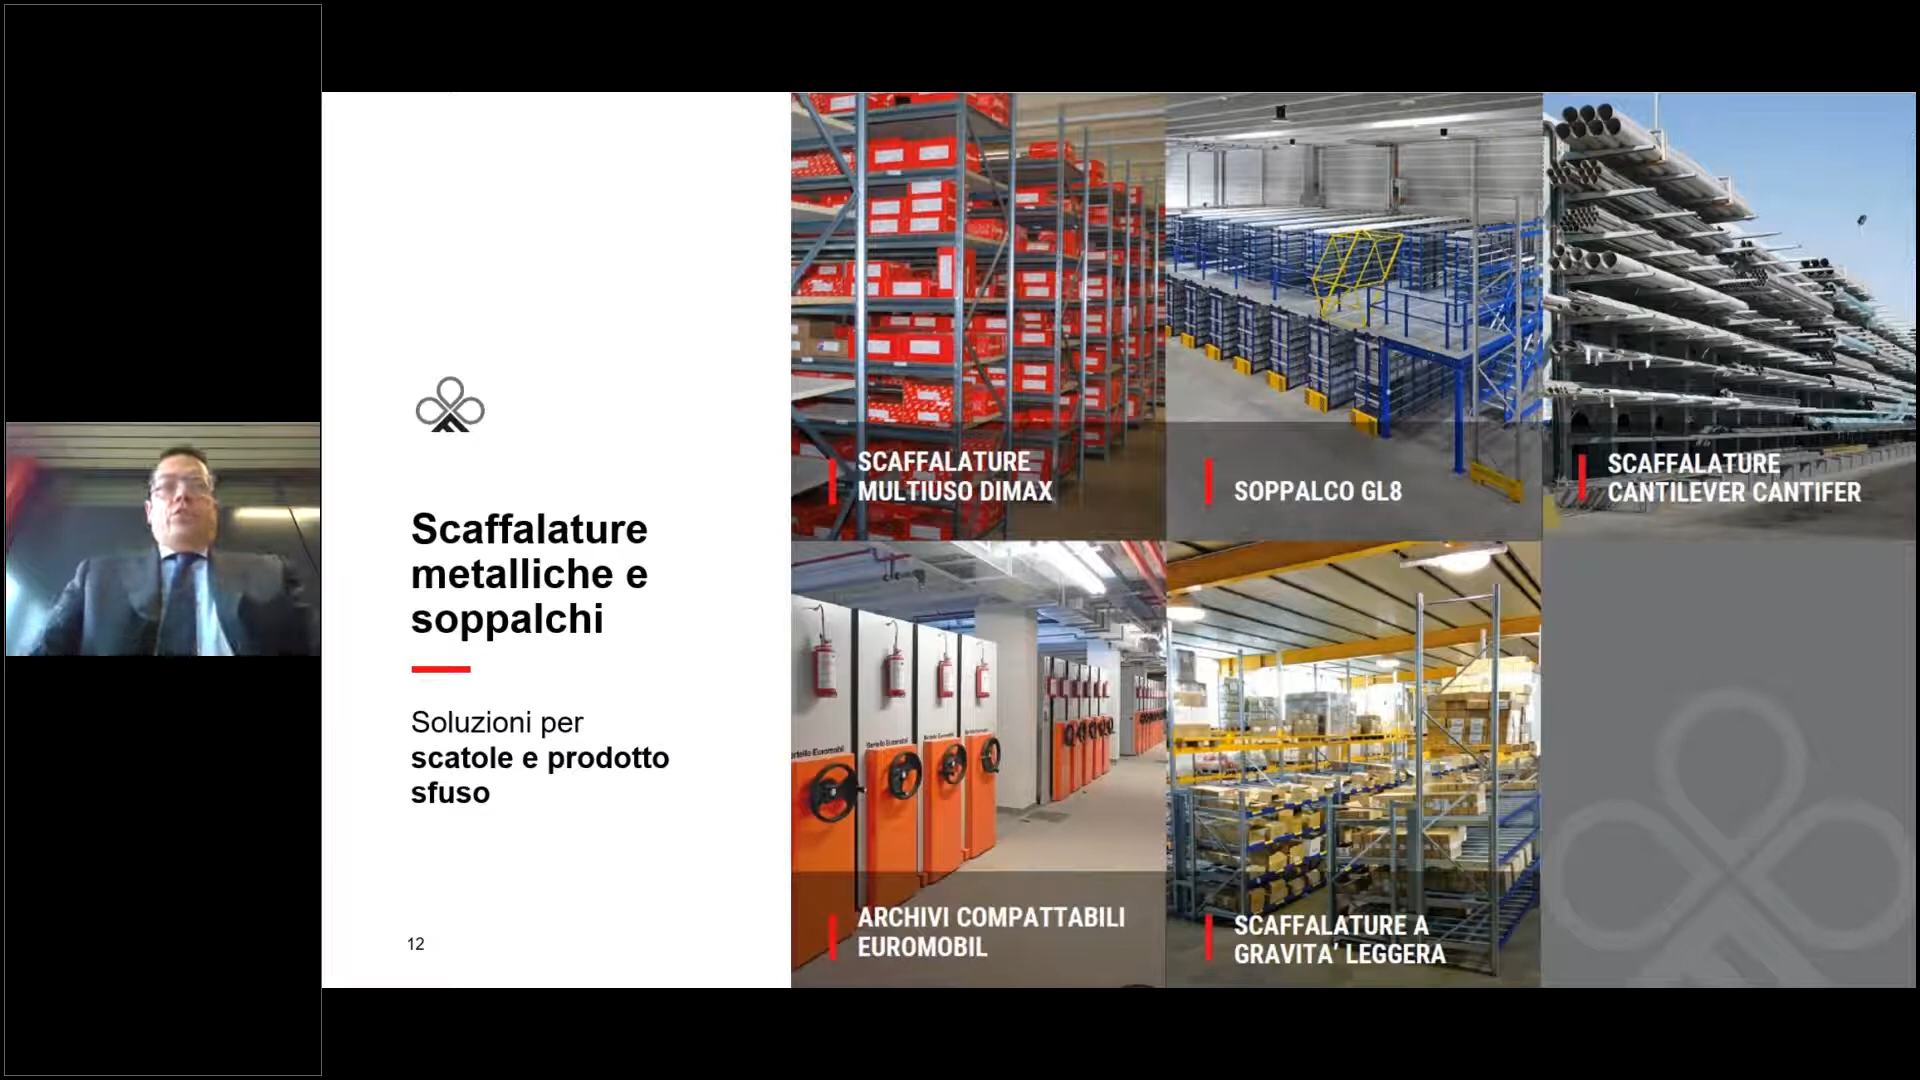 Scaffalature
metalliche e
soppalchi
Soluzioni per
scatole e prodotto
sfuso
12
SCAFFALATURE
MULTIUSO DIMAX
SOPPALCO GL8
SCAFFALATURE
CANTILEVER CANTIFER
ARCHIVI COMPATTABILI
EUROMOBIL
SCAFFALATURE A
GRAVITA’ LEGGERA